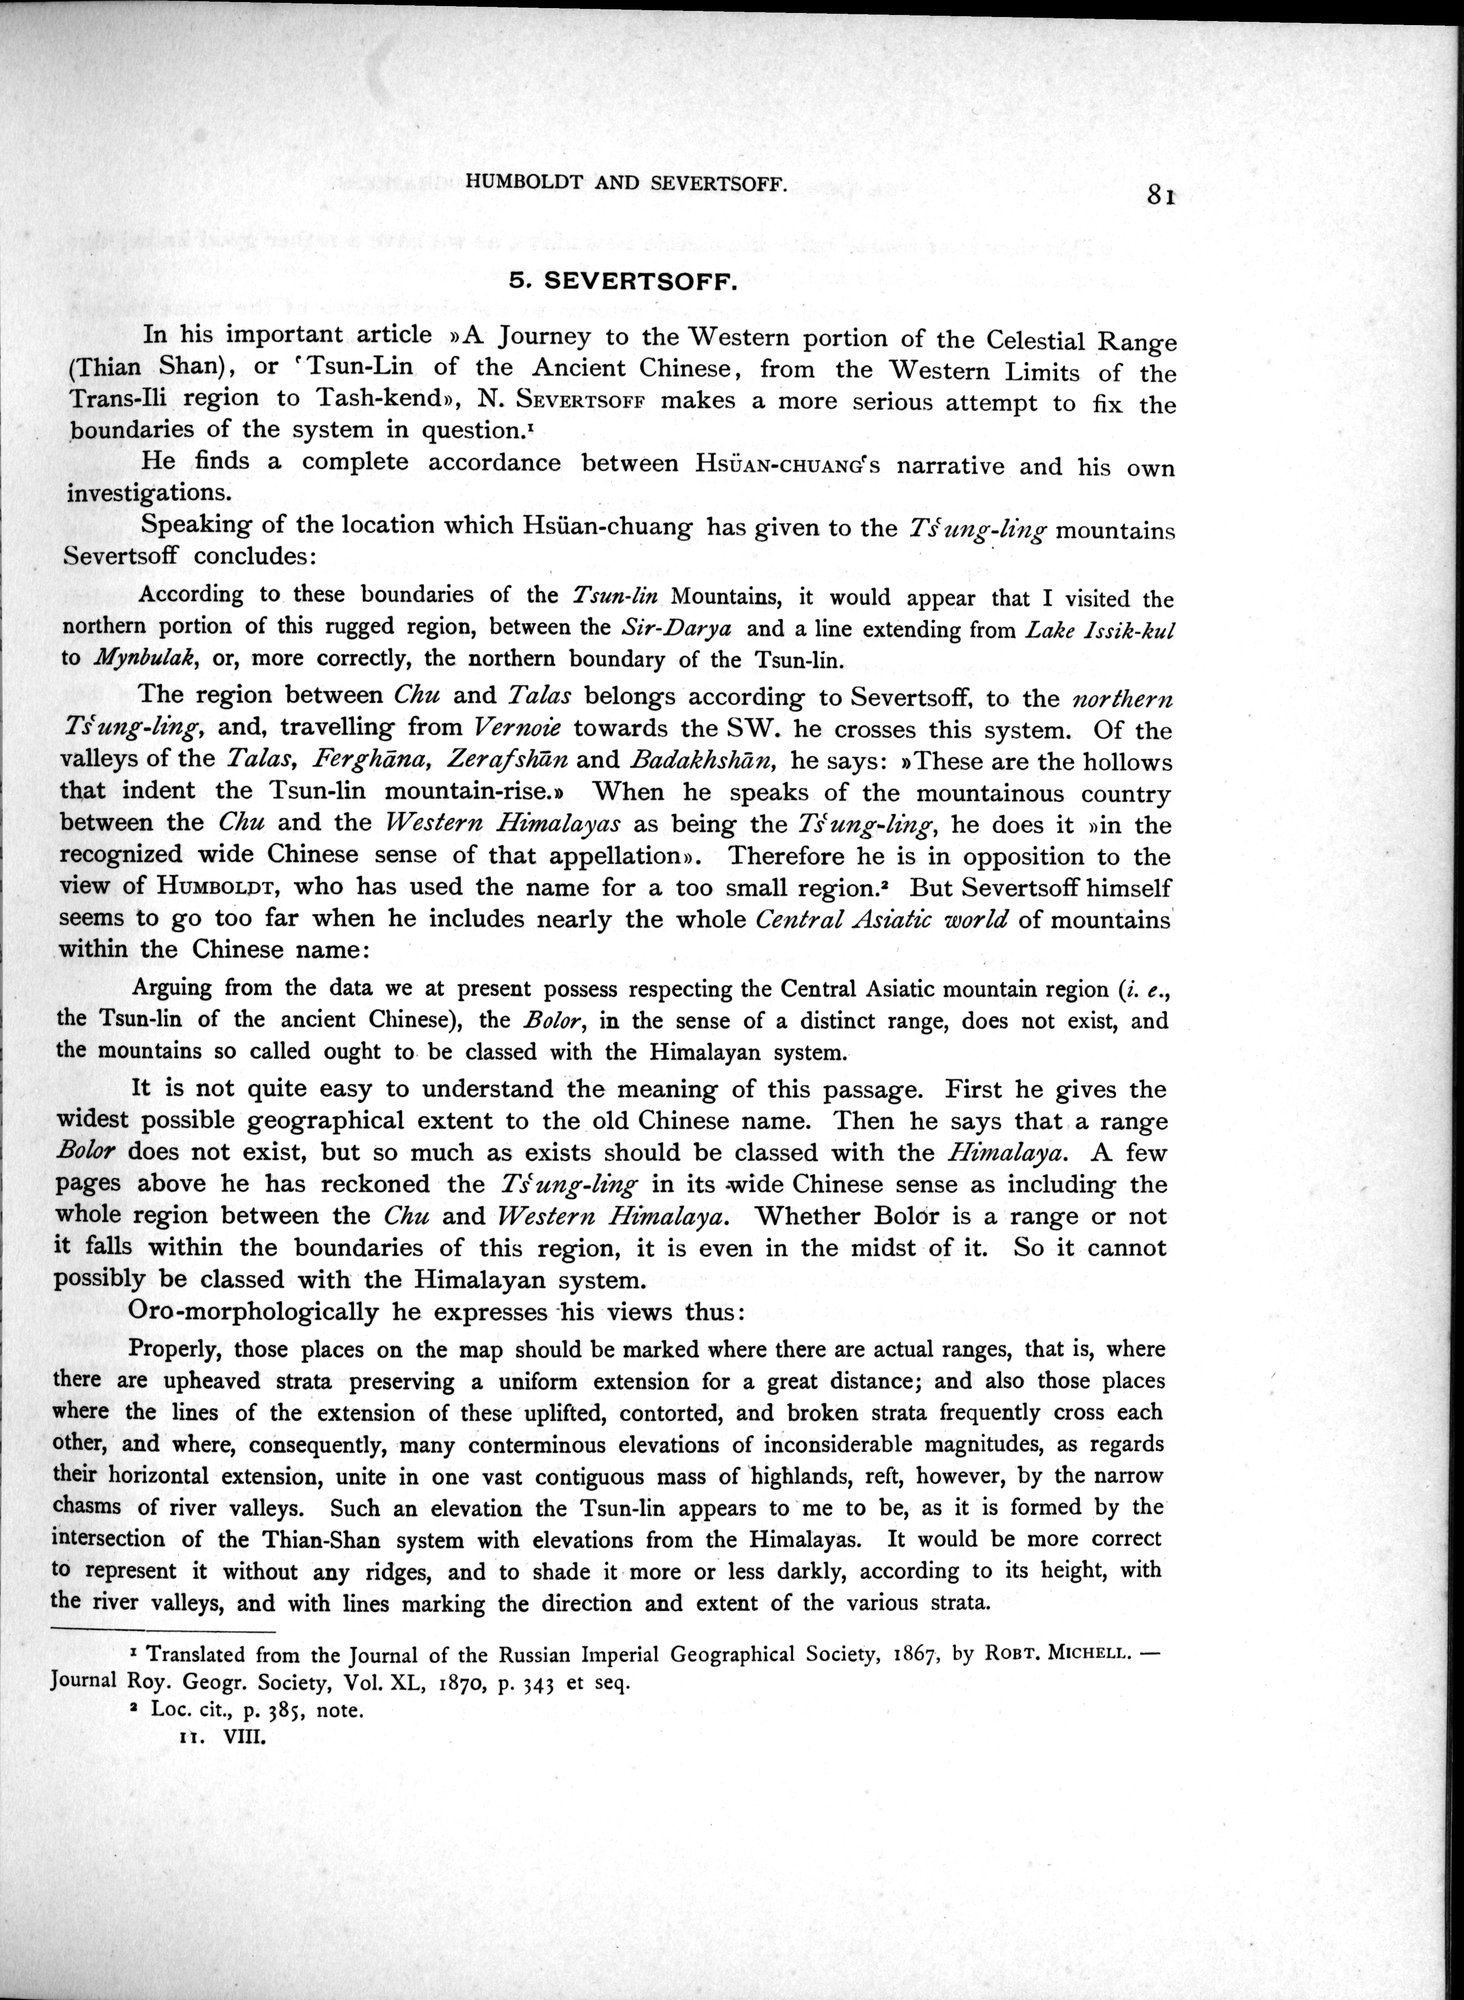 HUMBOLDT AND SEVERTSOFF.
81
5. SEVERTSOFF.
In his important article »A Journey to the Western portion of the Celestial Range
(Thian Shan), or ʽTsun-Lin of the Ancient Chinese, from the Western Limits of the
Trans-Ili region to Tash-kend», N. SEVERTSOFF makes a more serious attempt to fix the
boundaries of the system in question.¹
He finds a complete accordance between HSÜAN-CHUANGʽS narrative and his own
investigations.
Speaking of the location which Hsüan-chuang has given to the Tsʽung-ling mountains
Severtsoff concludes:
According to these boundaries of the Tsun-lin Mountains, it would appear that I visited the
northern portion of this rugged region, between the Sir-Darya and a line extending from Lake Issik-kul
to Mynbulak, or, more correctly, the northern boundary of the Tsun-lin.
The region between Chu and Talas belongs according to Severtsoff, to the northern
Tsʽung-ling, and, travelling from Vernoie towards the SW. he crosses this system. Of the
valleys of the Talas, Ferghāna, Zerafshān and Badakhshān, he says: »These are the hollows
that indent the Tsun-lin mountain-rise.» When he speaks of the mountainous country
between the Chu and the Western Himalayas as being the Tsʽung-ling, he does it »in the
recognized wide Chinese sense of that appellation». Therefore he is in opposition to the
view of HUMBOLDT, who has used the name for a too small region.² But Severtsoff himself
seems to go too far when he includes nearly the whole Central Asiatic world of mountains
within the Chinese name:
Arguing from the data we at present possess respecting the Central Asiatic mountain region (i. e.,
the Tsun-lin of the ancient Chinese), the Bolor, in the sense of a distinct range, does not exist, and
the mountains so called ought to be classed with the Himalayan system.
It is not quite easy to understand the meaning of this passage. First he gives the
widest possible geographical extent to the old Chinese name. Then he says that a range
Bolor does not exist, but so much as exists should be classed with the Himalaya. A few
pages above he has reckoned the Tsʽung-ling in its wide Chinese sense as including the
whole region between the Chu and Western Himalaya. Whether Bolor is a range or not
it falls within the boundaries of this region, it is even in the midst of it. So it cannot
possibly be classed with the Himalayan system.
Oro-morphologically he expresses his views thus:
Properly, those places on the map should be marked where there are actual ranges, that is, where
there are upheaved strata preserving a uniform extension for a great distance; and also those places
where the lines of the extension of these uplifted, contorted, and broken strata frequently cross each
other, and where, consequently, many conterminous elevations of inconsiderable magnitudes, as regards
their horizontal extension, unite in one vast contiguous mass of highlands, reft, however, by the narrow
chasms of river valleys. Such an elevation the Tsun-lin appears to me to be, as it is formed by the
intersection of the Thian-Shan system with elevations from the Himalayas. It would be more correct
to represent it without any ridges, and to shade it more or less darkly, according to its height, with
the river valleys, and with lines marking the direction and extent of the various strata.
¹ Translated from the Journal of the Russian Imperial Geographical Society, 1867, by ROBT. MICHELL. —
Journal Roy. Geogr. Society, Vol. XL, 1870, p. 343 et seq.
² Loc. cit., p. 385, note.
11. VIII.